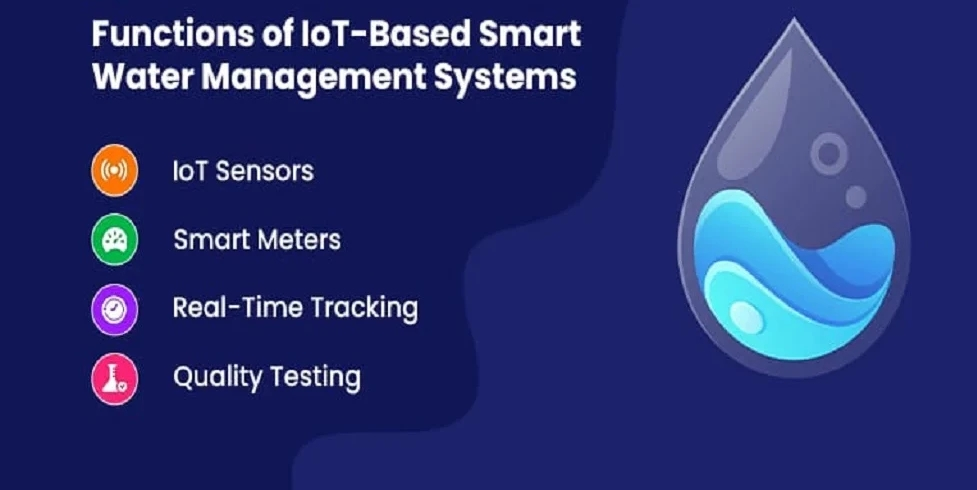 Functions of IoT-Based Smart
Water Management Systems
IoT Sensors
Smart Meters
Real-Time Tracking
Quality Testing